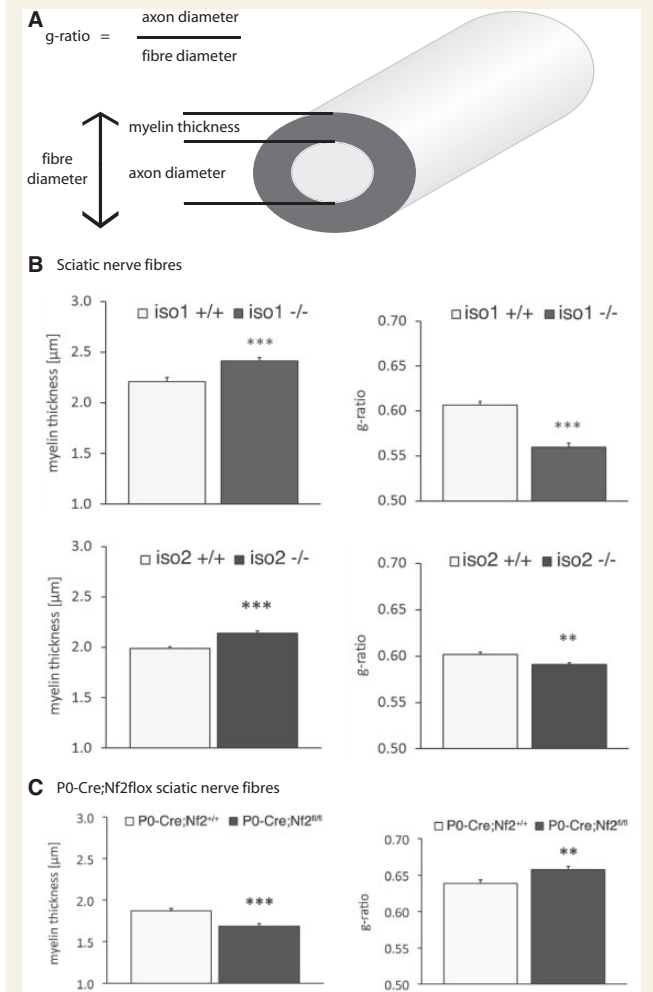 A
g-ratio = axon diameter
fibre diameter
myelin thickness
fibre
diameter
axon diameter
B Sciatic nerve fibres
3.0
2.5
2.0
1.5
1.0
myelin thickness [µm]
iso1 +/+ iso1 -/-
***
0.70
0.65
0.60
0.55
0.50
g-ratio
iso1 +/+ iso1 -/-
***
3.0
2.5
2.0
1.5
1.0
myelin thickness [µm]
iso2 +/+ iso2 -/-
***
0.70
0.65
0.60
0.55
0.50
g-ratio
iso2 +/+ iso2 -/-
**
C P0-Cre;Nf2flox sciatic nerve fibres
3.0
2.5
2.0
1.5
1.0
myelin thickness [µm]
P0-Cre;Nf2+/+ P0-Cre;Nf2fl/fl
***
0.70
0.65
0.60
0.55
0.50
g-ratio
P0-Cre;Nf2+/+ P0-Cre;Nf2fl/fl
**